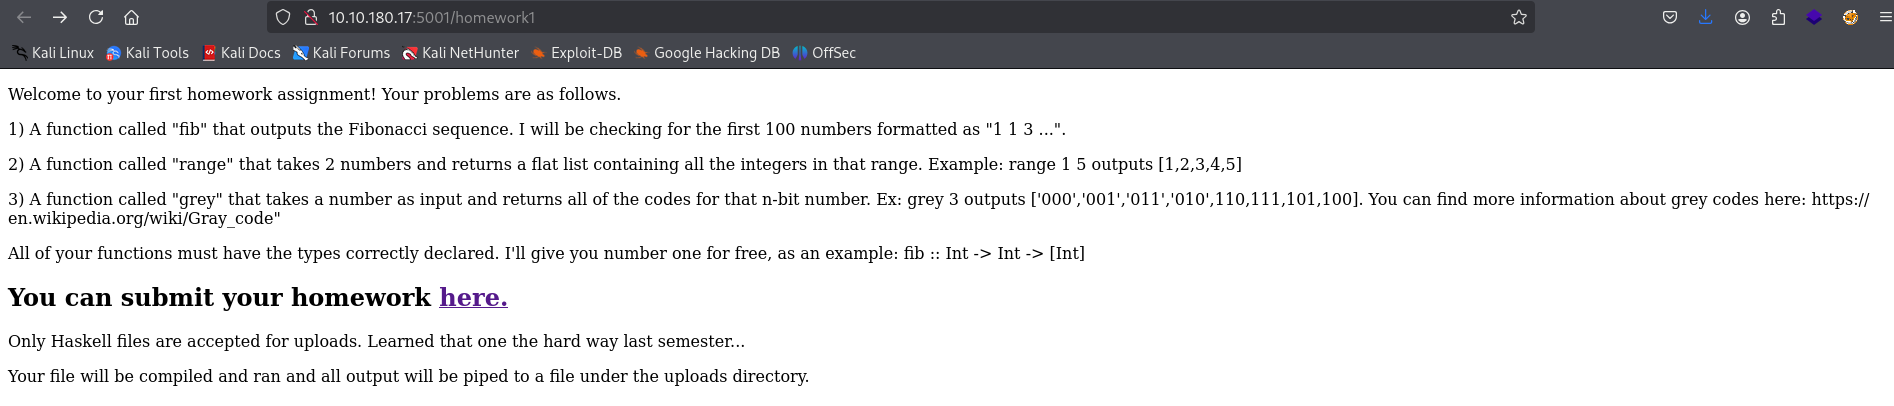 10.10.180.17:5001/homework1
Kali Linux Kali Tools Kali Docs Kali Forums Kali NetHunter Exploit-DB Google Hacking DB OffSec
Welcome to your first homework assignment! Your problems are as follows.
1) A function called "fib" that outputs the Fibonacci sequence. I will be checking for the first 100 numbers formatted as "1 1 3 ...".
2) A function called "range" that takes 2 numbers and returns a flat list containing all the integers in that range. Example: range 1 5 outputs [1,2,3,4,5]
3) A function called "grey" that takes a number as input and returns all of the codes for that n-bit number. Ex: grey 3 outputs ['000','001','011','010',110,111,101,100]. You can find more information about grey codes here: https://
en.wikipedia.org/wiki/Gray_code"
All of your functions must have the types correctly declared. I'll give you number one for free, as an example: fib :: Int -> Int -> [Int]
You can submit your homework here.
Only Haskell files are accepted for uploads. Learned that one the hard way last semester...
Your file will be compiled and ran and all output will be piped to a file under the uploads directory.